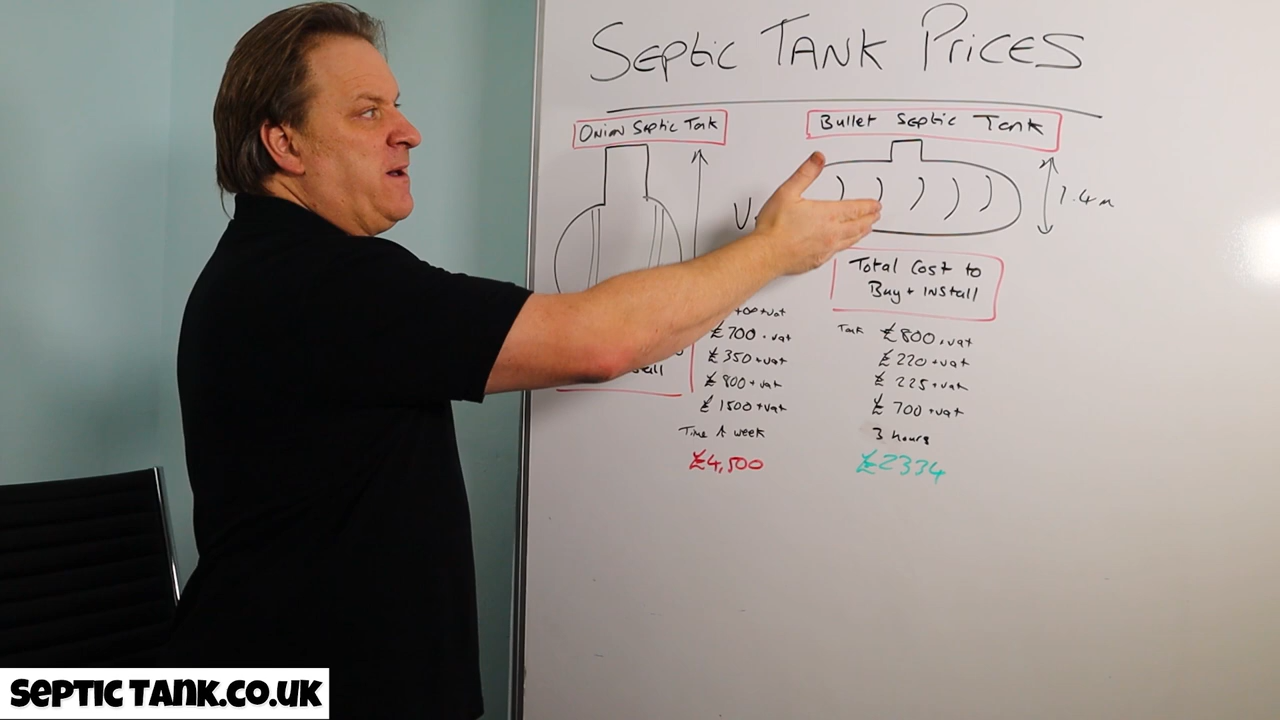 Septic Tank Prices
Onion Septic Tank
Bullet Septic Tank
1.4m
Total Cost to
Buy + Install
£700 + vat
£350 + vat
£800 + vat
£1500 + vat
Time A week
£4,500
Tank £800 + vat
£220 + vat
£225 + vat
£700 + vat
3 hours
£2334
SEPTIC TANK.CO.UK